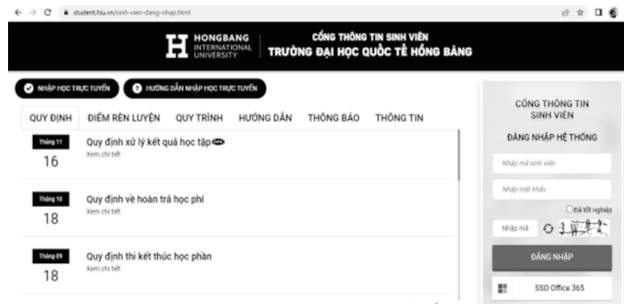 student.hiu.vn/sinh-vien-dang-nhap.html
HONGBANG
INTERNATIONAL
UNIVERSITY
CỔNG THÔNG TIN SINH VIÊN
TRƯỜNG ĐẠI HỌC QUỐC TẾ HỒNG BÀNG
NHẬP HỌC TRỰC TUYẾN
HƯỚNG DẪN NHẬP HỌC TRỰC TUYẾN
QUY ĐỊNH ĐIỂM RÈN LUYỆN QUY TRÌNH HƯỚNG DẪN THÔNG BÁO THÔNG TIN
Tháng 11
16
Quy định xử lý kết quả học tập
Xem chi tiết
Tháng 10
18
Quy định về hoàn trả học phí
Xem chi tiết
Tháng 09
18
Quy định thi kết thúc học phần
Xem chi tiết
CỔNG THÔNG TIN
SINH VIÊN
ĐĂNG NHẬP HỆ THỐNG
Nhập mã sinh viên
Nhập mật khẩu
Đã tốt nghiệp
Nhập mã
ĐĂNG NHẬP
SSO Office 365